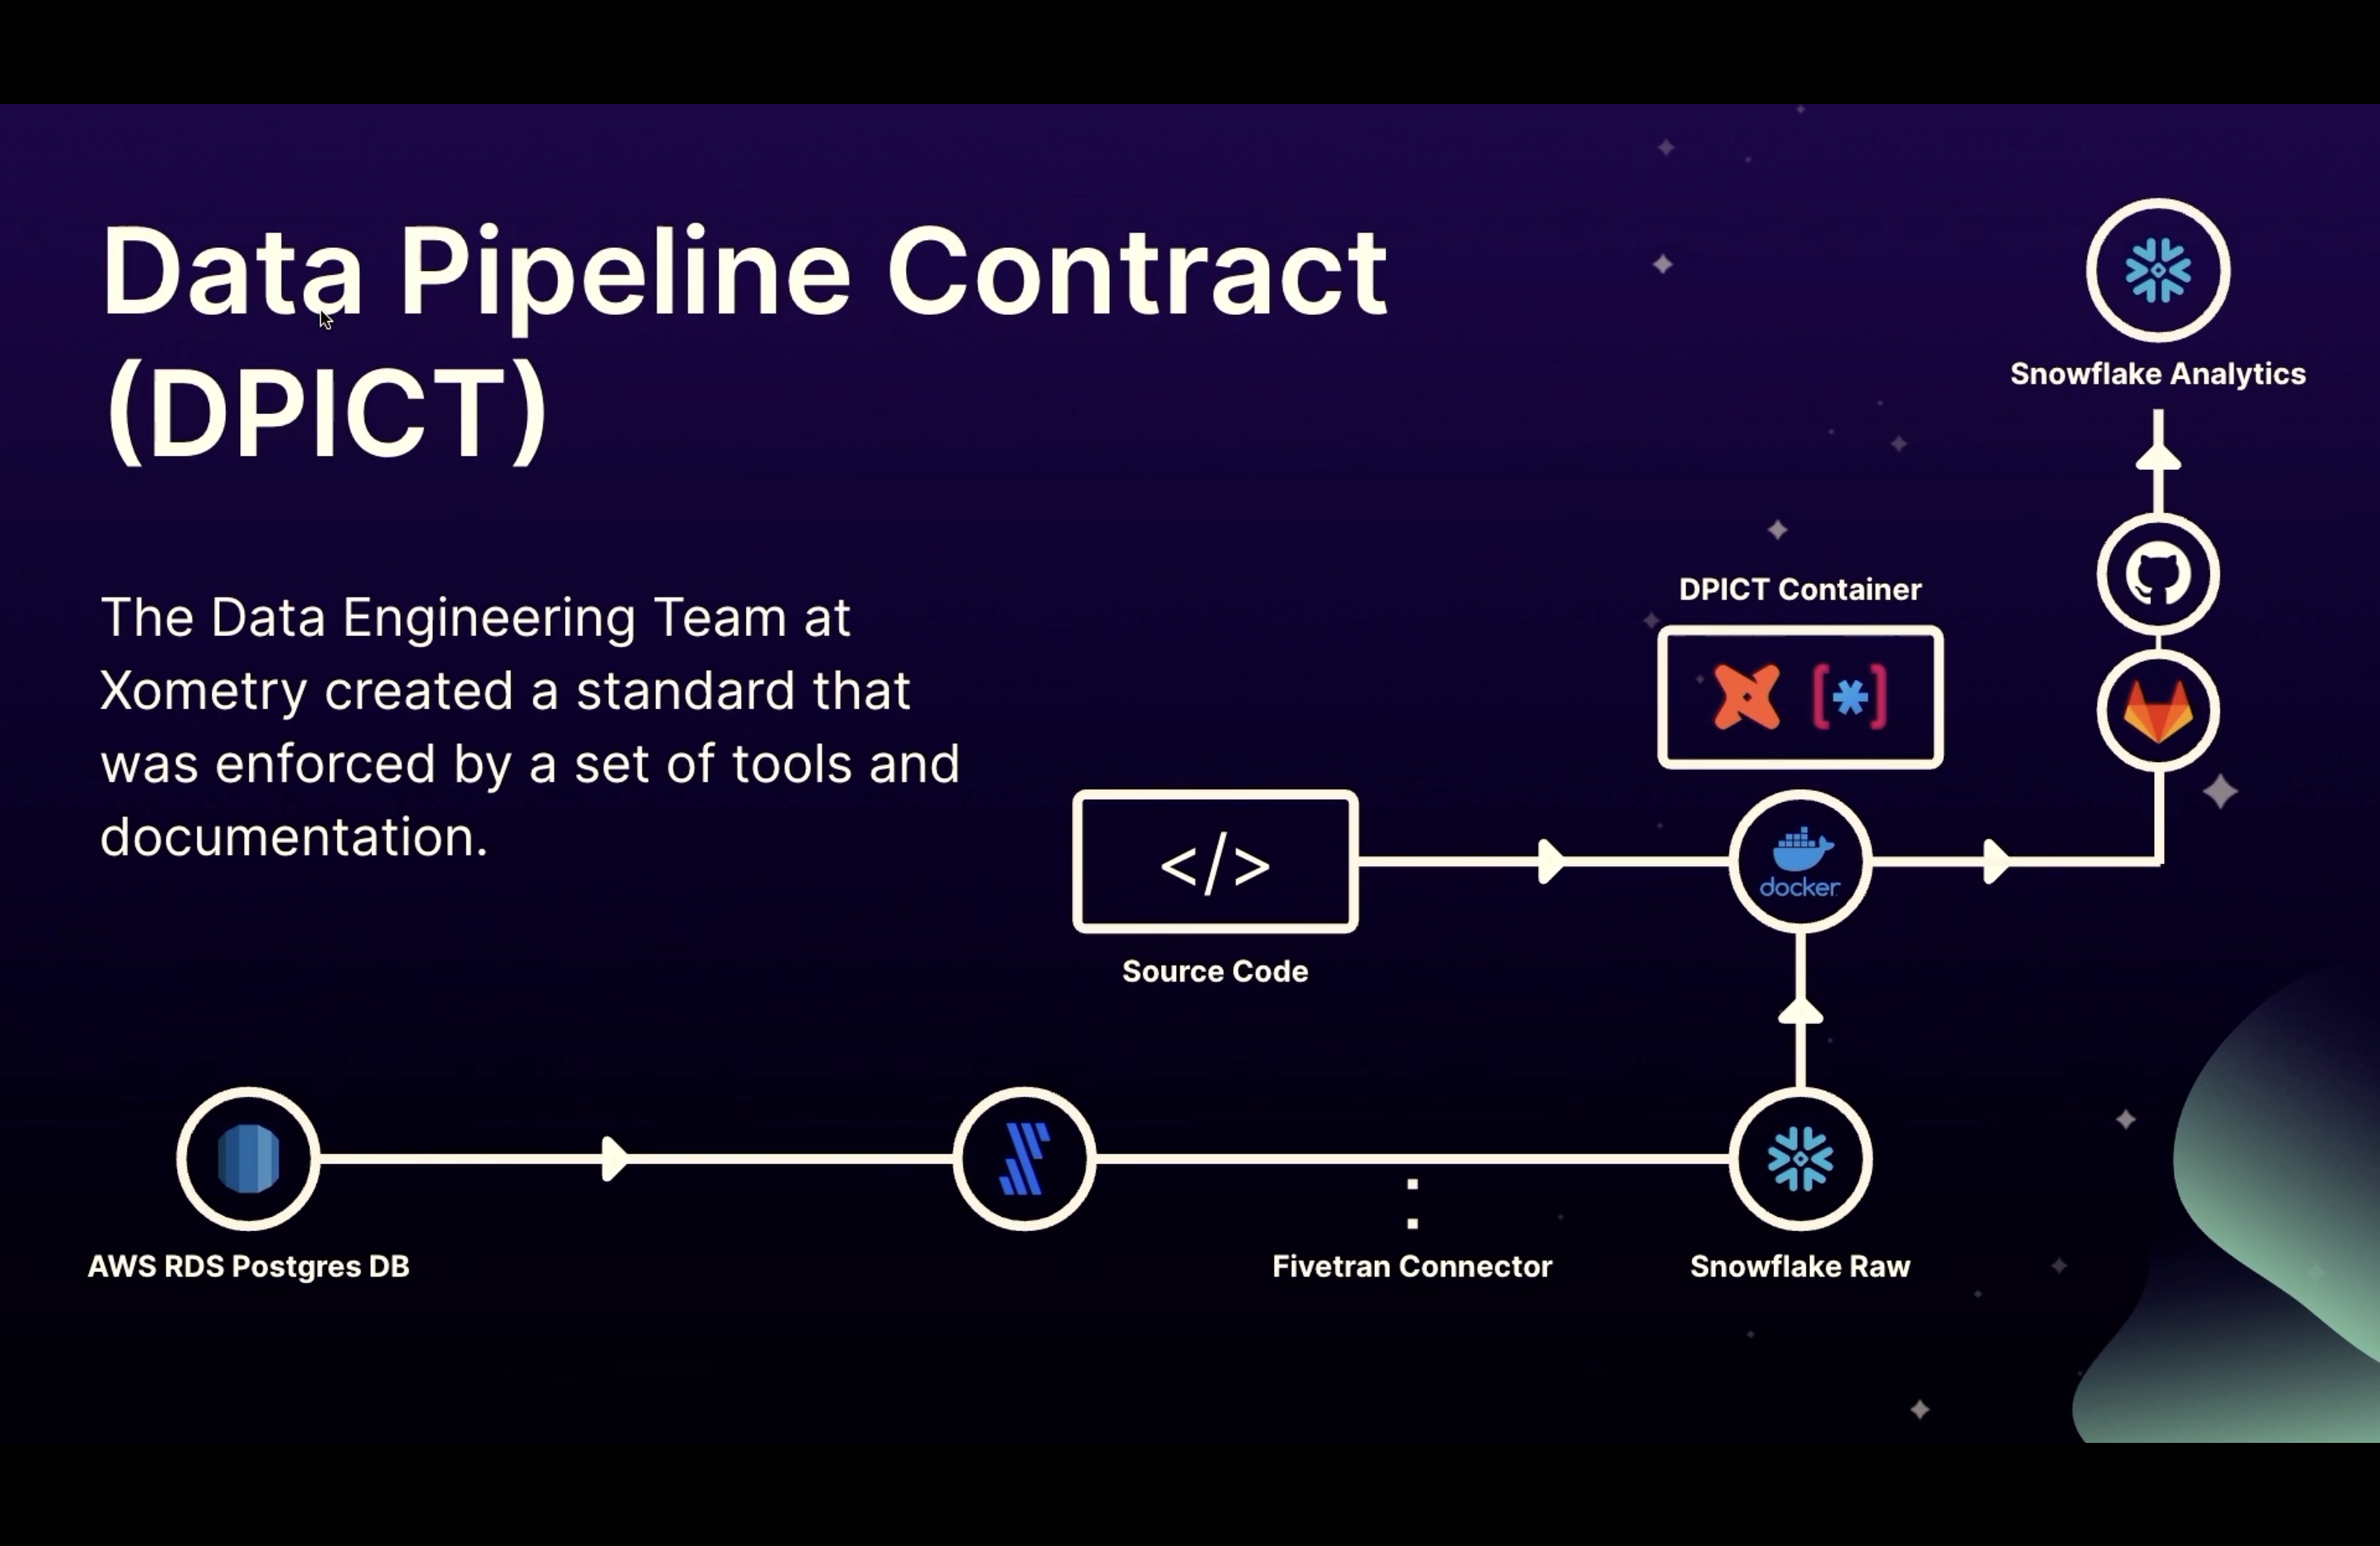 Data Pipeline Contract
(DPICT)
The Data Engineering Team at
Xometry created a standard that
was enforced by a set of tools and
documentation.
Snowflake Analytics
DPICT Container
</>
docker
Source Code
AWS RDS Postgres DB
Fivetran Connector
Snowflake Raw